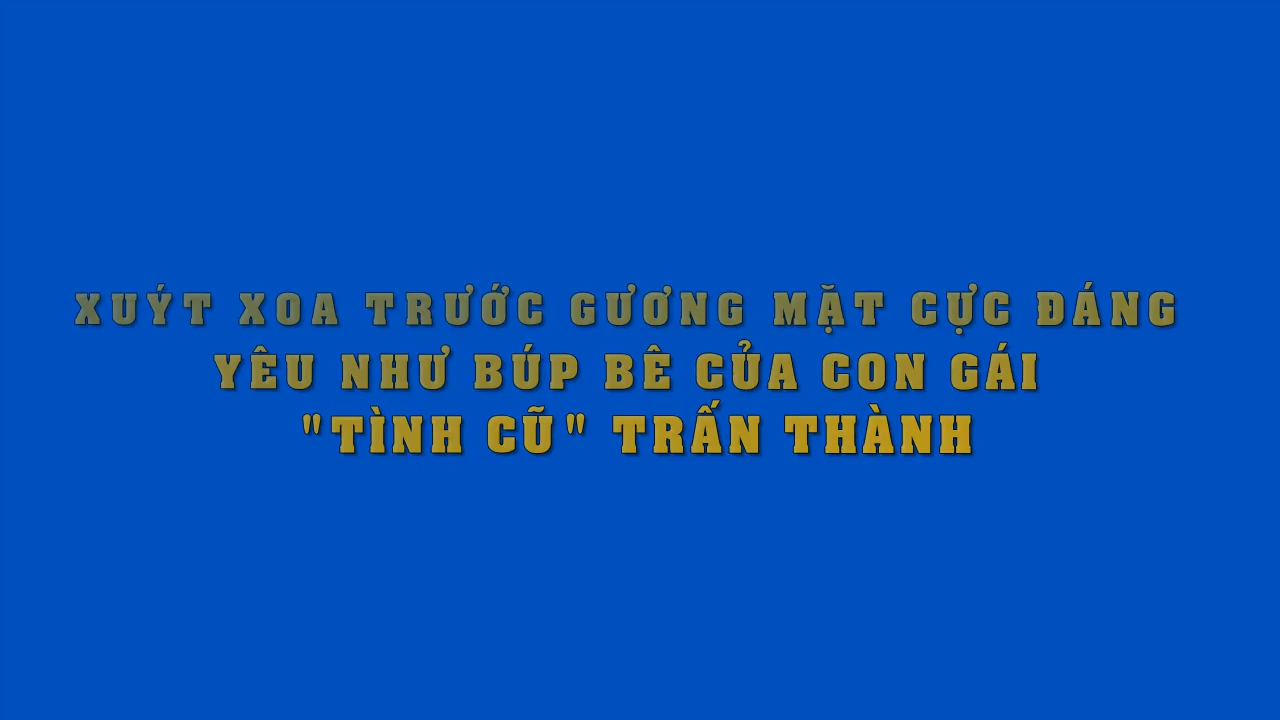 XUÝT XOA TRƯỚC GƯƠNG MẶT CỰC ĐÁNG
YÊU NHƯ BÚP BÊ CỦA CON GÁI
"TÌNH CŨ" TRẤN THÀNH